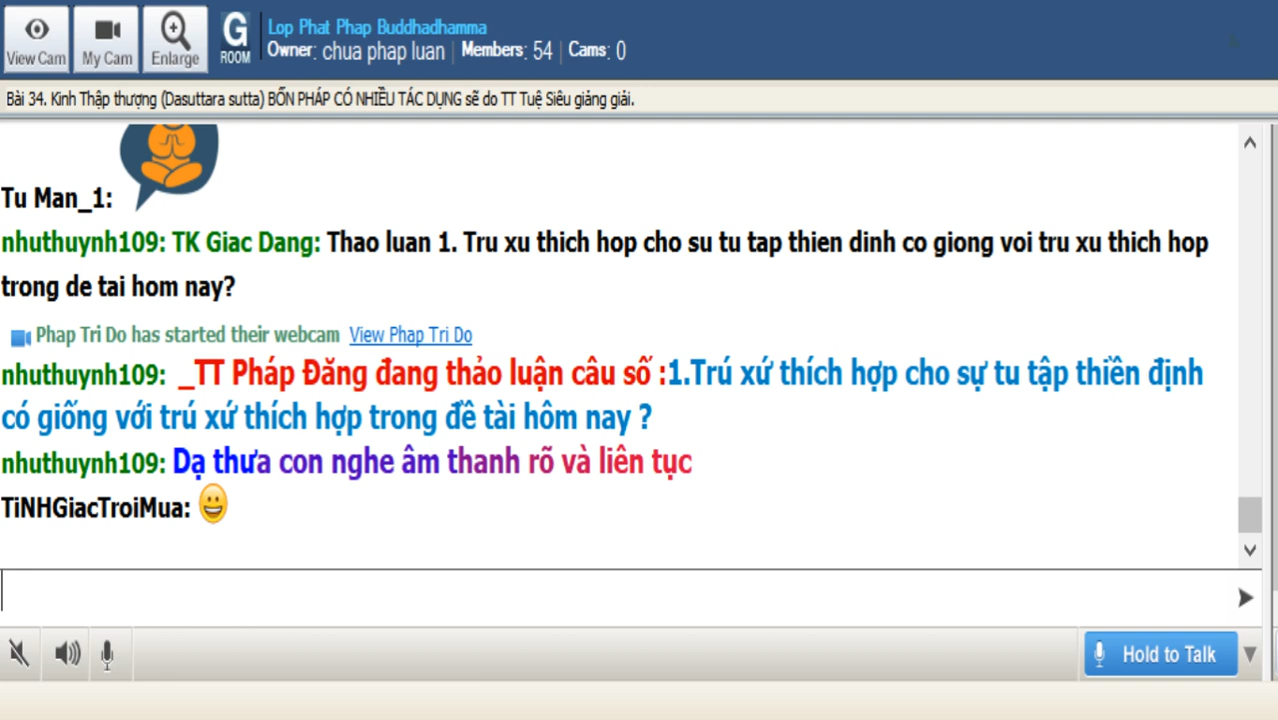 View Cam
My Cam
Enlarge
G
ROOM
Lop Phat Phap Buddhadhamma
Owner: chua phap luan | Members: 54 | Cams: 0
Bài 34. Kinh Thập thượng (Dasuttara sutta) BỐN PHÁP CÓ NHIỀU TÁC DỤNG sẽ do TT Tuệ Siêu giảng giải.
Tu Man_1:
nhuthuynh109: TK Giac Dang: Thao luan 1. Tru xu thich hop cho su tu tap thien dinh co giong voi tru xu thich hop
trong de tai hom nay?
Phap Tri Do has started their webcam View Phap Tri Do
nhuthuynh109: _TT Pháp Đăng đang thảo luận câu số :1.Trú xứ thích hợp cho sự tu tập thiền định
có giống với trú xứ thích hợp trong đề tài hôm nay ?
nhuthuynh109: Dạ thưa con nghe âm thanh rõ và liên tục
TiNHGiacTroiMua:
Hold to Talk